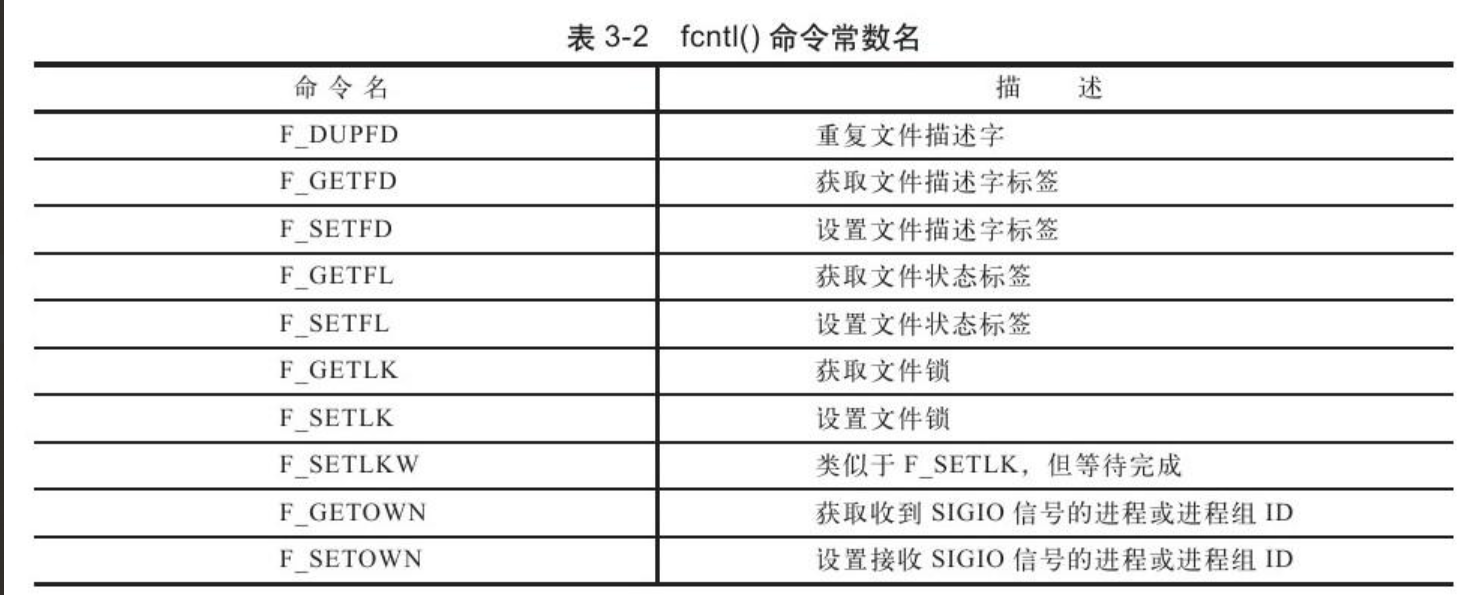 表 3-2 fcntl() 命令常数名
命 令 名 描 述
F_DUPFD 重复文件描述字
F_GETFD 获取文件描述字标签
F_SETFD 设置文件描述字标签
F_GETFL 获取文件状态标签
F_SETFL 设置文件状态标签
F_GETLK 获取文件锁
F_SETLK 设置文件锁
F_SETLKW 类似于 F_SETLK，但等待完成
F_GETOWN 获取收到 SIGIO 信号的进程或进程组 ID
F_SETOWN 设置接收 SIGIO 信号的进程或进程组 ID